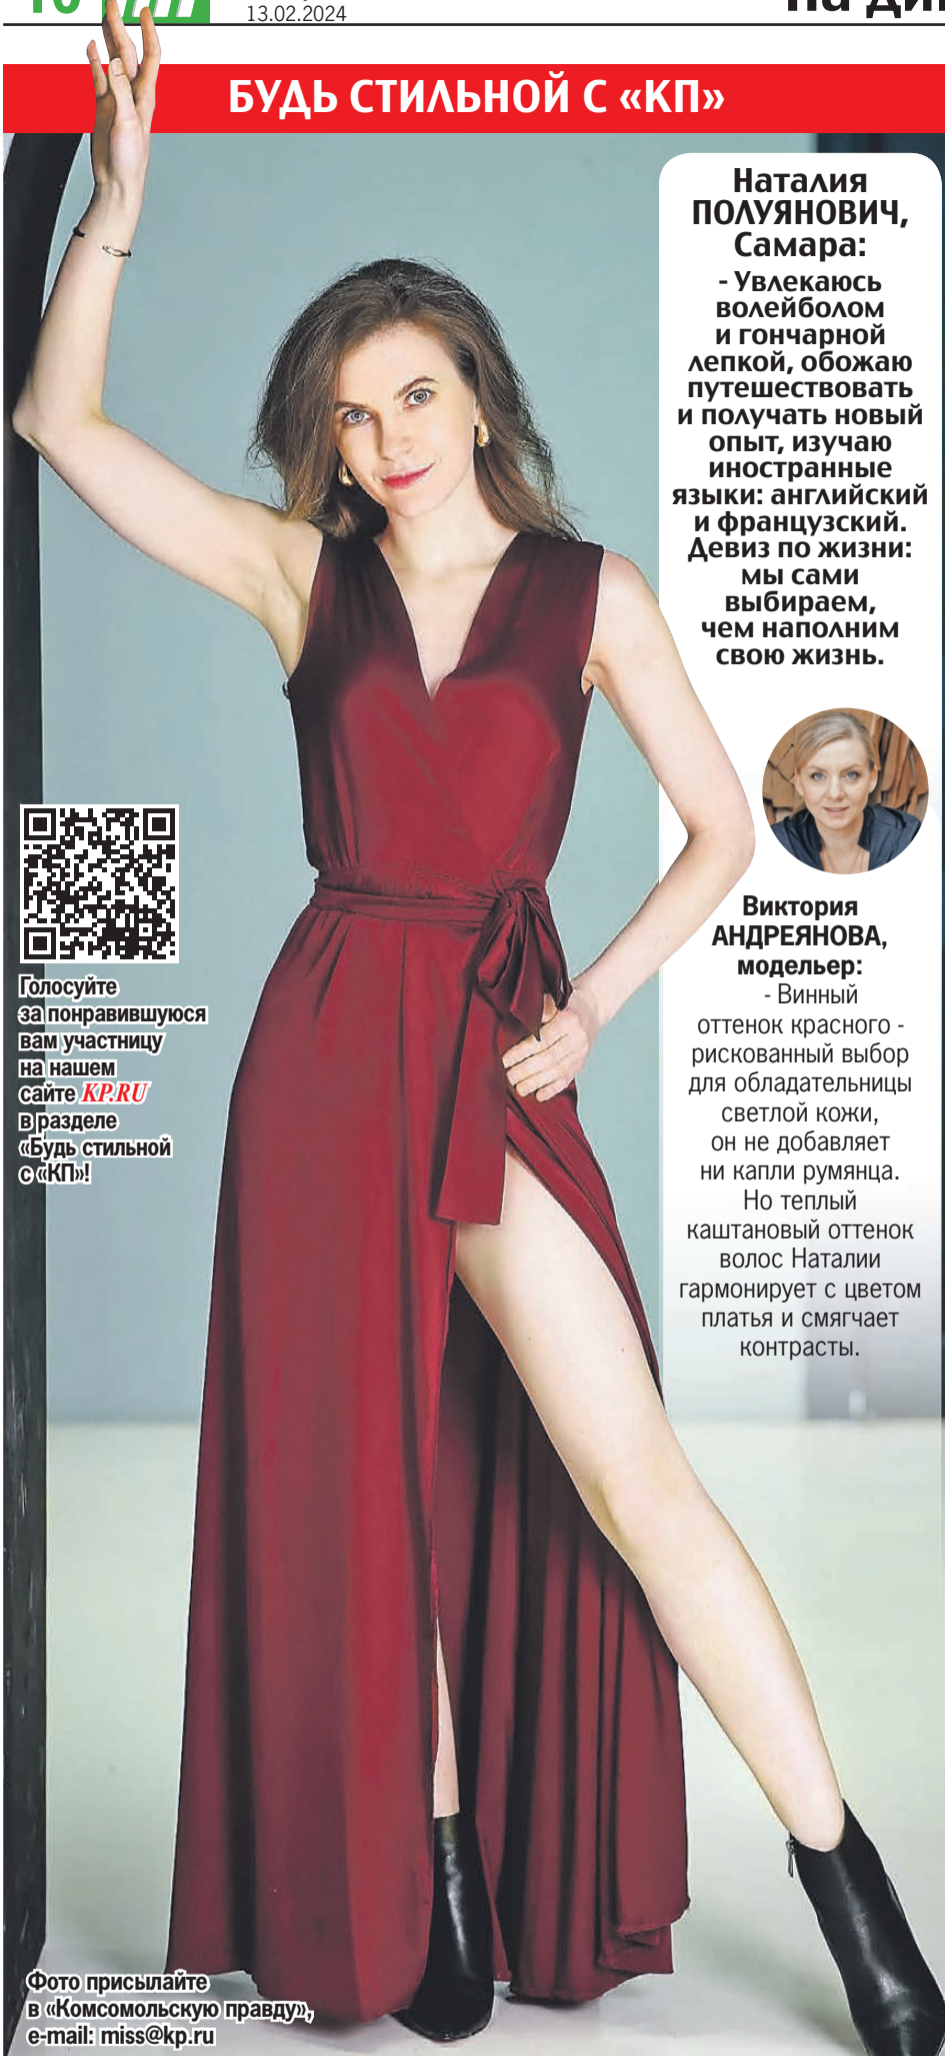 13.02.2024
БУДЬ СТИЛЬНОЙ С «КП»
Наталия
ПОЛУЯНОВИЧ,
Самара:
- Увлекаюсь
волейболом
и гончарной
лепкой, обожаю
путешествовать
и получать новый
опыт, изучаю
иностранные
языки: английский
и французский.
Девиз по жизни:
мы сами
выбираем,
чем наполним
свою жизнь.
Виктория
АНДРЕЯНОВА,
модельер:
- Винный
оттенок красного -
рискованный выбор
для обладательницы
светлой кожи,
он не добавляет
ни капли румянца.
Но теплый
каштановый оттенок
волос Наталии
гармонирует с цветом
платья и смягчает
контрасты.
Голосуйте
за понравившуюся
вам участницу
на нашем
сайте KP.RU
в разделе
«Будь стильной
с «КП»!
Фото присылайте
в «Комсомольскую правду»,
e-mail: miss@kp.ru